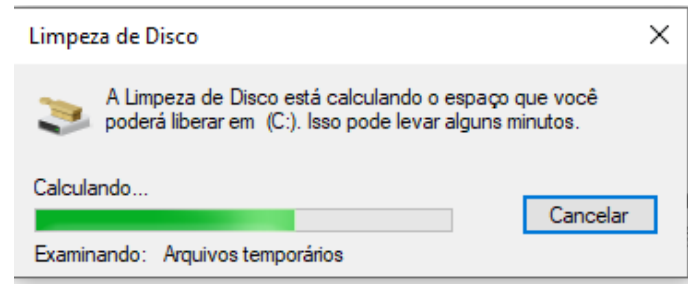 Limpeza de Disco
A Limpeza de Disco está calculando o espaço que você
poderá liberar em  (C:). Isso pode levar alguns minutos.
Calculando...
Cancelar
Examinando:   Arquivos temporários